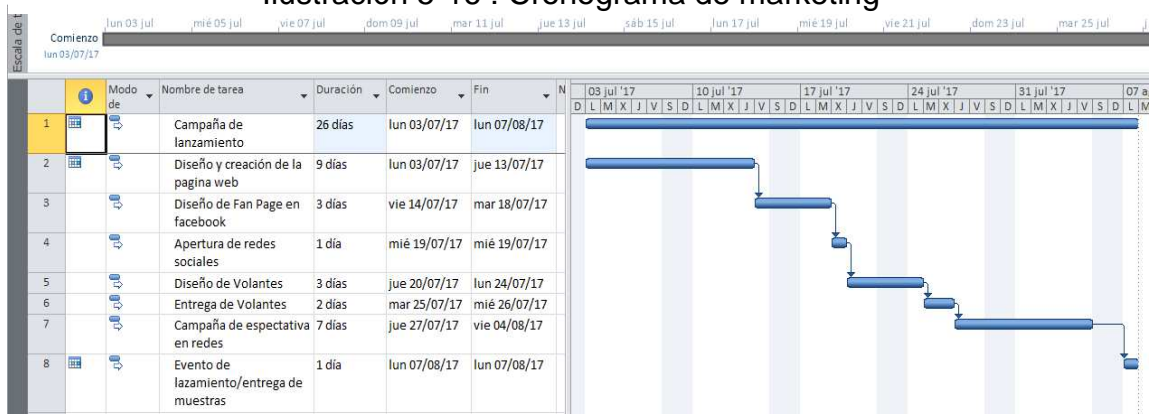 Ilustración 3-10 . Cronograma de marketing
lun 03 jul mié 05 jul vie 07 jul dom 09 jul mar 11 jul jue 13 jul sáb 15 jul lun 17 jul mié 19 jul vie 21 jul dom 23 jul mar 25 jul
Escala de t
Comienzo
lun 03/07/17
Modo de Nombre de tarea Duración Comienzo Fin N
03 jul '17 10 jul '17 17 jul '17 24 jul '17 31 jul '17 07 a
D L M X J V S D L M X J V S D L M X J V S D L M X J V S D L M X J V S D L M
1 Campaña de 26 días lun 03/07/17 lun 07/08/17
lanzamiento
2 Diseño y creación de la 9 días lun 03/07/17 jue 13/07/17
pagina web
3 Diseño de Fan Page en 3 días vie 14/07/17 mar 18/07/17
facebook
4 Apertura de redes 1 día mié 19/07/17 mié 19/07/17
sociales
5 Diseño de Volantes 3 días jue 20/07/17 lun 24/07/17
6 Entrega de Volantes 2 días mar 25/07/17 mié 26/07/17
7 Campaña de espectativa 7 días jue 27/07/17 vie 04/08/17
en redes
8 Evento de 1 día lun 07/08/17 lun 07/08/17
lazamiento/entrega de
muestras